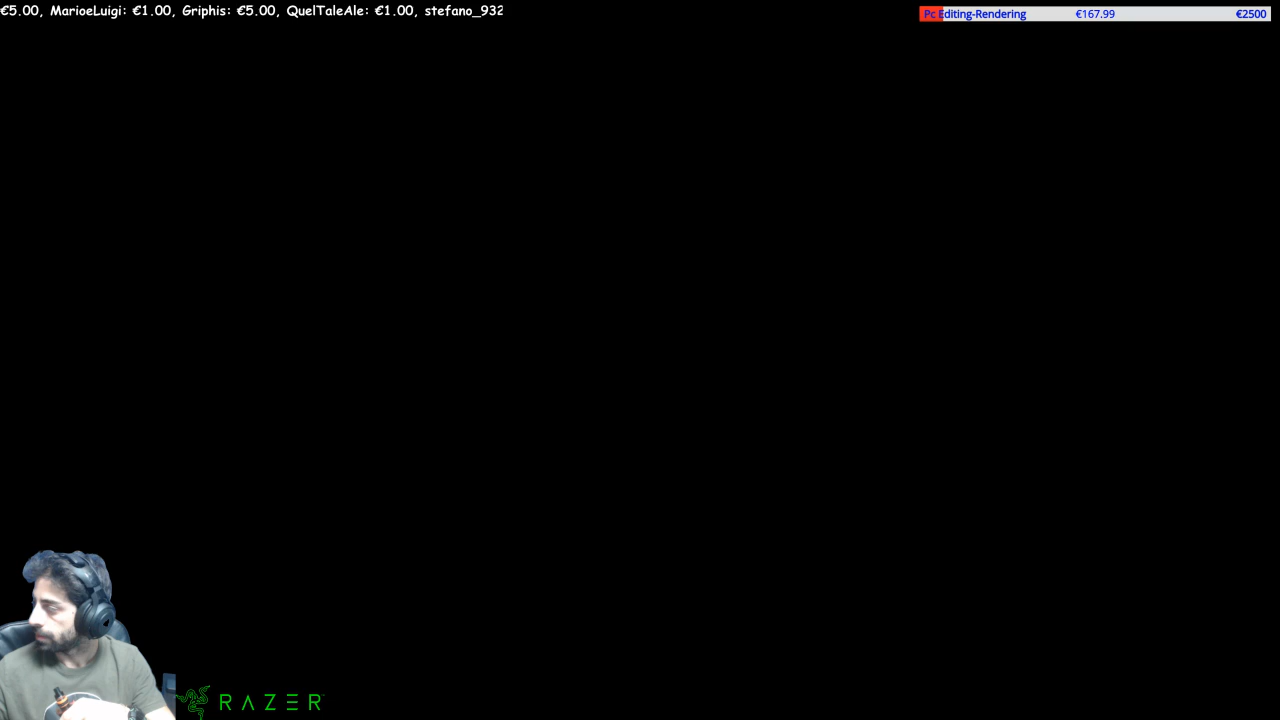 €5.00, MarioeLuigi: €1.00, Griphis: €5.00, QuelTaleAle: €1.00, stefano_932
Pc Editing-Rendering €167.99 €2500
RAZER